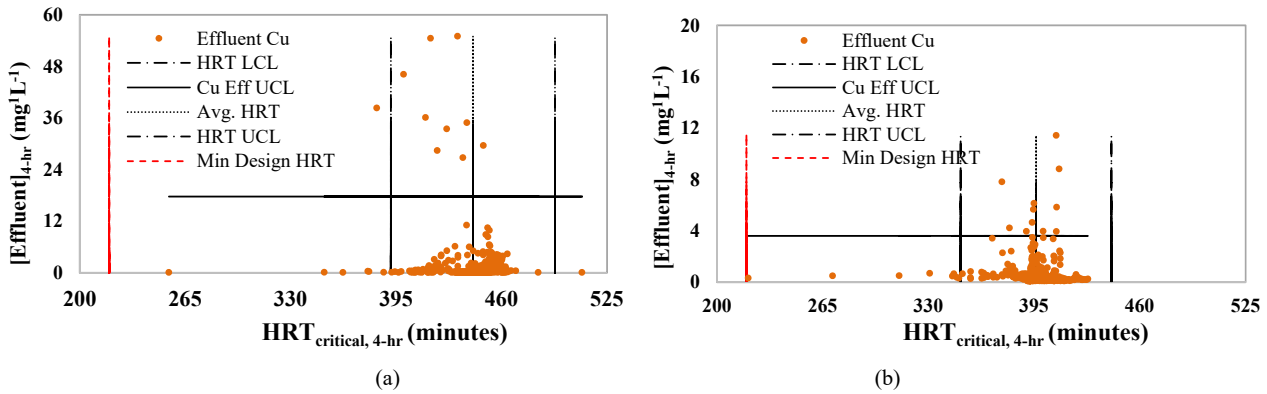 60
48
36
24
12
0
[Effluent]4-hr (mg¹L⁻¹)
Effluent Cu
HRT LCL
Cu Eff UCL
Avg. HRT
HRT UCL
Min Design HRT
200 265 330 395 460 525
HRTcritical, 4-hr (minutes)
(a)
20
16
12
8
4
0
[Effluent]4-hr (mg¹L⁻¹)
Effluent Cu
HRT LCL
Cu Eff UCL
Avg. HRT
HRT UCL
Min Design HRT
200 265 330 395 460 525
HRTcritical, 4-hr (minutes)
(b)